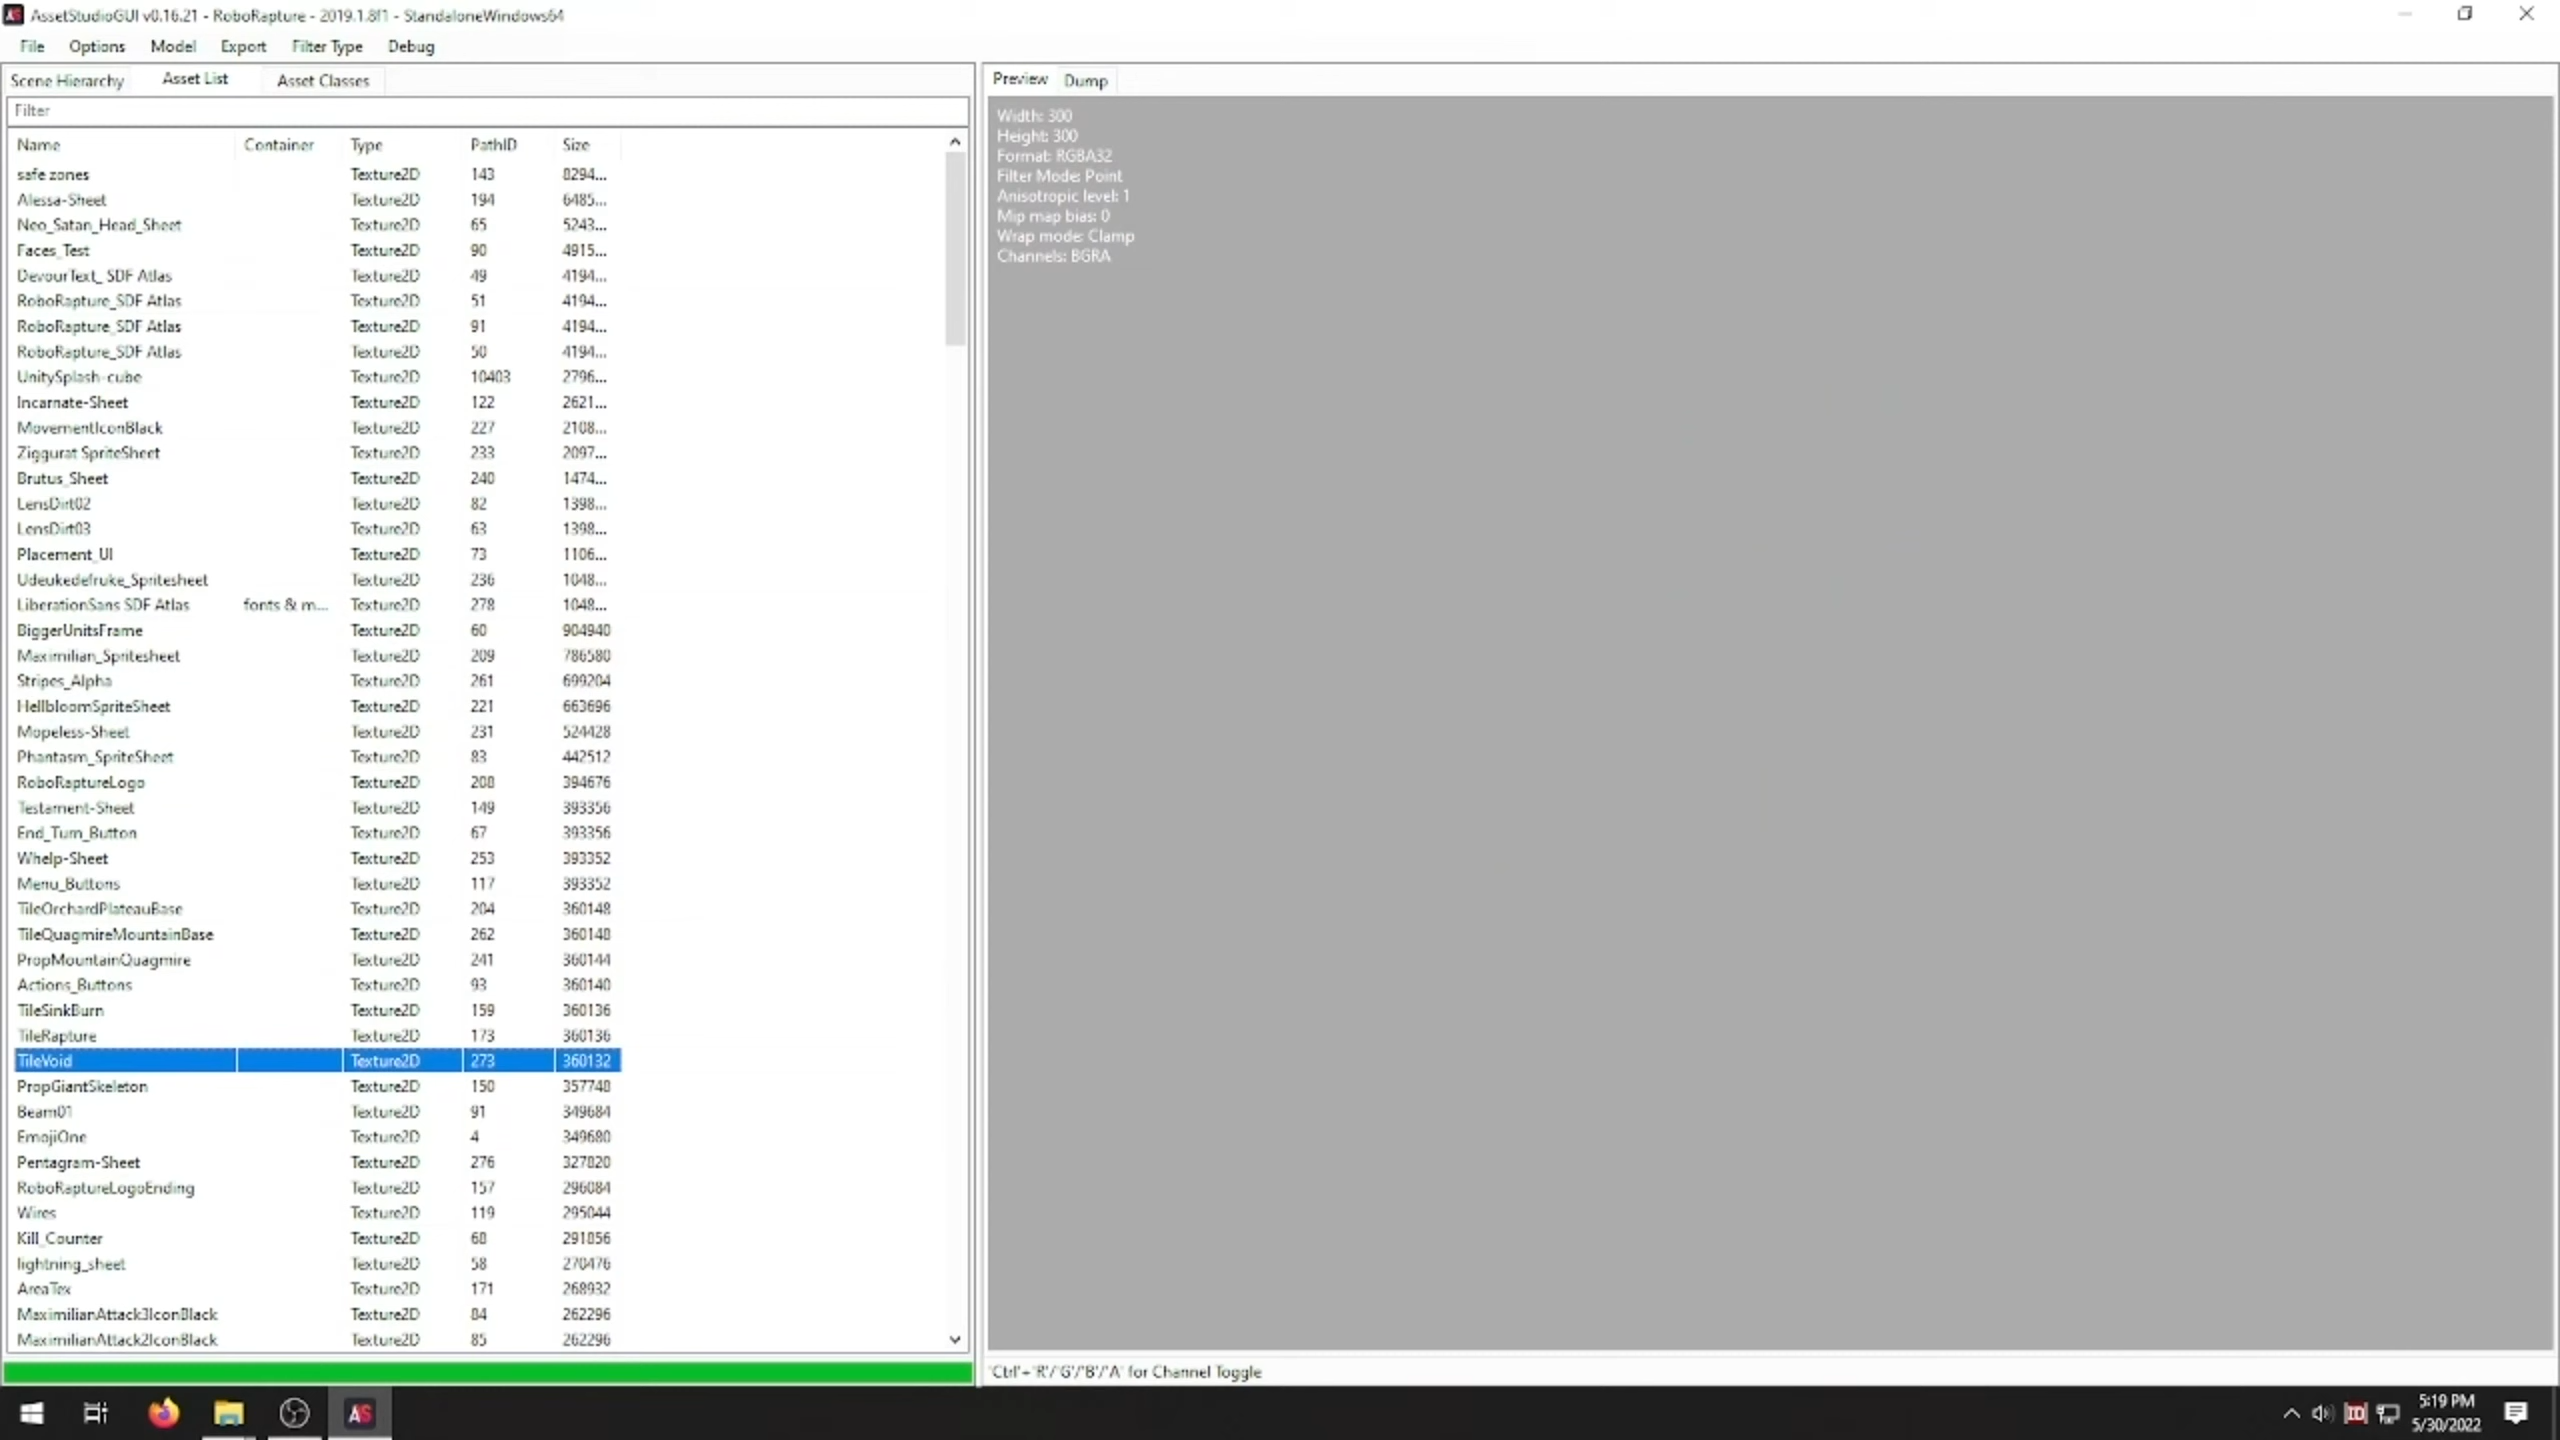 AssetStudioGUI v0.16.21 - RoboRapture - 2019.1.8f1 - StandaloneWindows64
File Options Model Export Filter Type Debug
Scene Hierarchy Asset List Asset Classes
Filter
Name Container Type PathID Size
safe zones Texture2D 143 8294...
Alessa-Sheet Texture2D 194 6485...
Neo_Satan_Head_Sheet Texture2D 65 5243...
Faces_Test Texture2D 90 4915...
DevourText_ SDF Atlas Texture2D 49 4194...
RoboRapture_SDF Atlas Texture2D 51 4194...
RoboRapture_SDF Atlas Texture2D 91 4194...
RoboRapture_SDF Atlas Texture2D 50 4194...
UnitySplash-cube Texture2D 10403 2796...
Incarnate-Sheet Texture2D 122 2621...
MovementIconBlack Texture2D 227 2108...
Ziggurat SpriteSheet Texture2D 233 2097...
Brutus_Sheet Texture2D 240 1474...
LensDirt02 Texture2D 82 1398...
LensDirt03 Texture2D 63 1398...
Placement_UI Texture2D 73 1106...
Udeukedefruke_Spritesheet Texture2D 236 1048...
LiberationSans SDF Atlas fonts & m... Texture2D 278 1048...
BiggerUnitsFrame Texture2D 60 904940
Maximilian_Spritesheet Texture2D 209 786580
Stripes_Alpha Texture2D 261 699204
HellbloomSpriteSheet Texture2D 221 663696
Mopeless-Sheet Texture2D 231 524428
Phantasm_SpriteSheet Texture2D 83 442512
RoboRaptureLogo Texture2D 208 394676
Testament-Sheet Texture2D 149 393356
End_Turn_Button Texture2D 67 393356
Whelp-Sheet Texture2D 253 393352
Menu_Buttons Texture2D 117 393352
TileOrchardPlateauBase Texture2D 204 360148
TileQuagmireMountainBase Texture2D 262 360148
PropMountainQuagmire Texture2D 241 360144
Actions_Buttons Texture2D 93 360140
TileSinkBurn Texture2D 159 360136
TileRapture Texture2D 173 360136
TileVoid Texture2D 273 360132
PropGiantSkeleton Texture2D 150 357748
Beam01 Texture2D 91 349684
EmojiOne Texture2D 4 349680
Pentagram-Sheet Texture2D 276 327820
RoboRaptureLogoEnding Texture2D 157 296084
Wires Texture2D 119 295044
Kill_Counter Texture2D 68 291856
lightning_sheet Texture2D 58 270476
AreaTex Texture2D 171 268932
MaximilianAttack3IconBlack Texture2D 84 262296
MaximilianAttack2IconBlack Texture2D 85 262296
Preview Dump
Width: 300
Height: 300
Format: RGBA32
Filter Mode: Point
Anisotropic level: 1
Mip map bias: 0
Wrap mode: Clamp
Channels: BGRA
'Ctrl'+'R'/'G'/'B'/'A' for Channel Toggle
AS
5:19 PM
5/30/2022